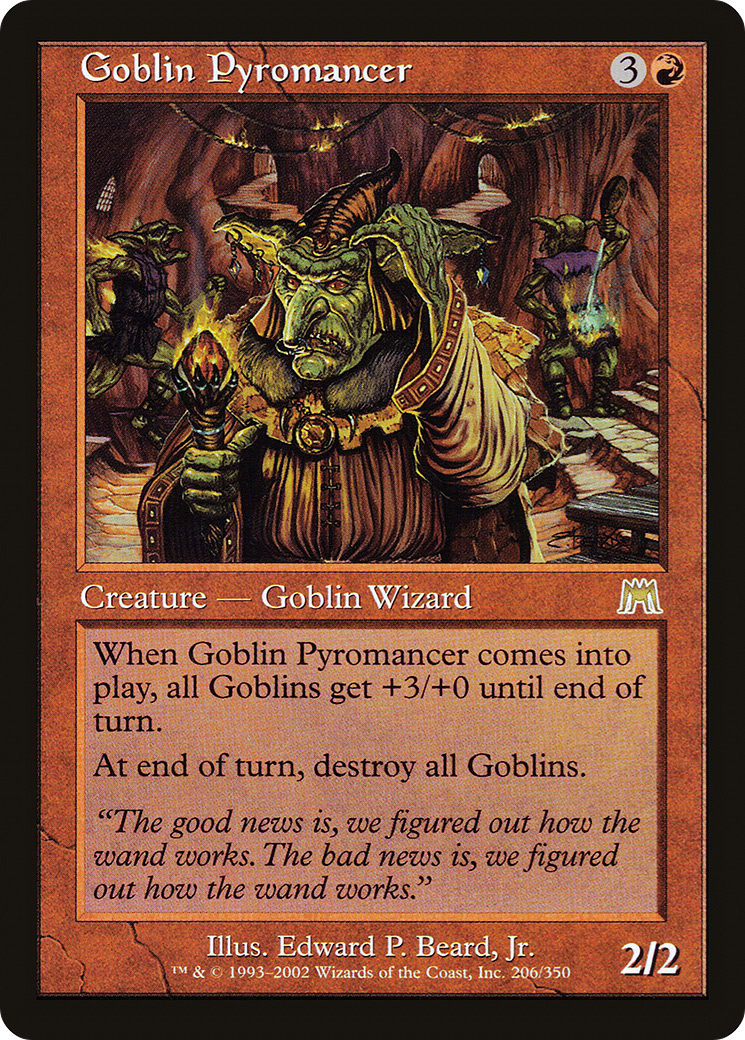 Goblin Pyromancer 3
Creature — Goblin Wizard
When Goblin Pyromancer comes into
play, all Goblins get +3/+0 until end of
turn.
At end of turn, destroy all Goblins.
“The good news is, we figured out how the
wand works. The bad news is, we figured
out how the wand works.”
Illus. Edward P. Beard, Jr.
™ & © 1993–2002 Wizards of the Coast, Inc. 206/350
2/2